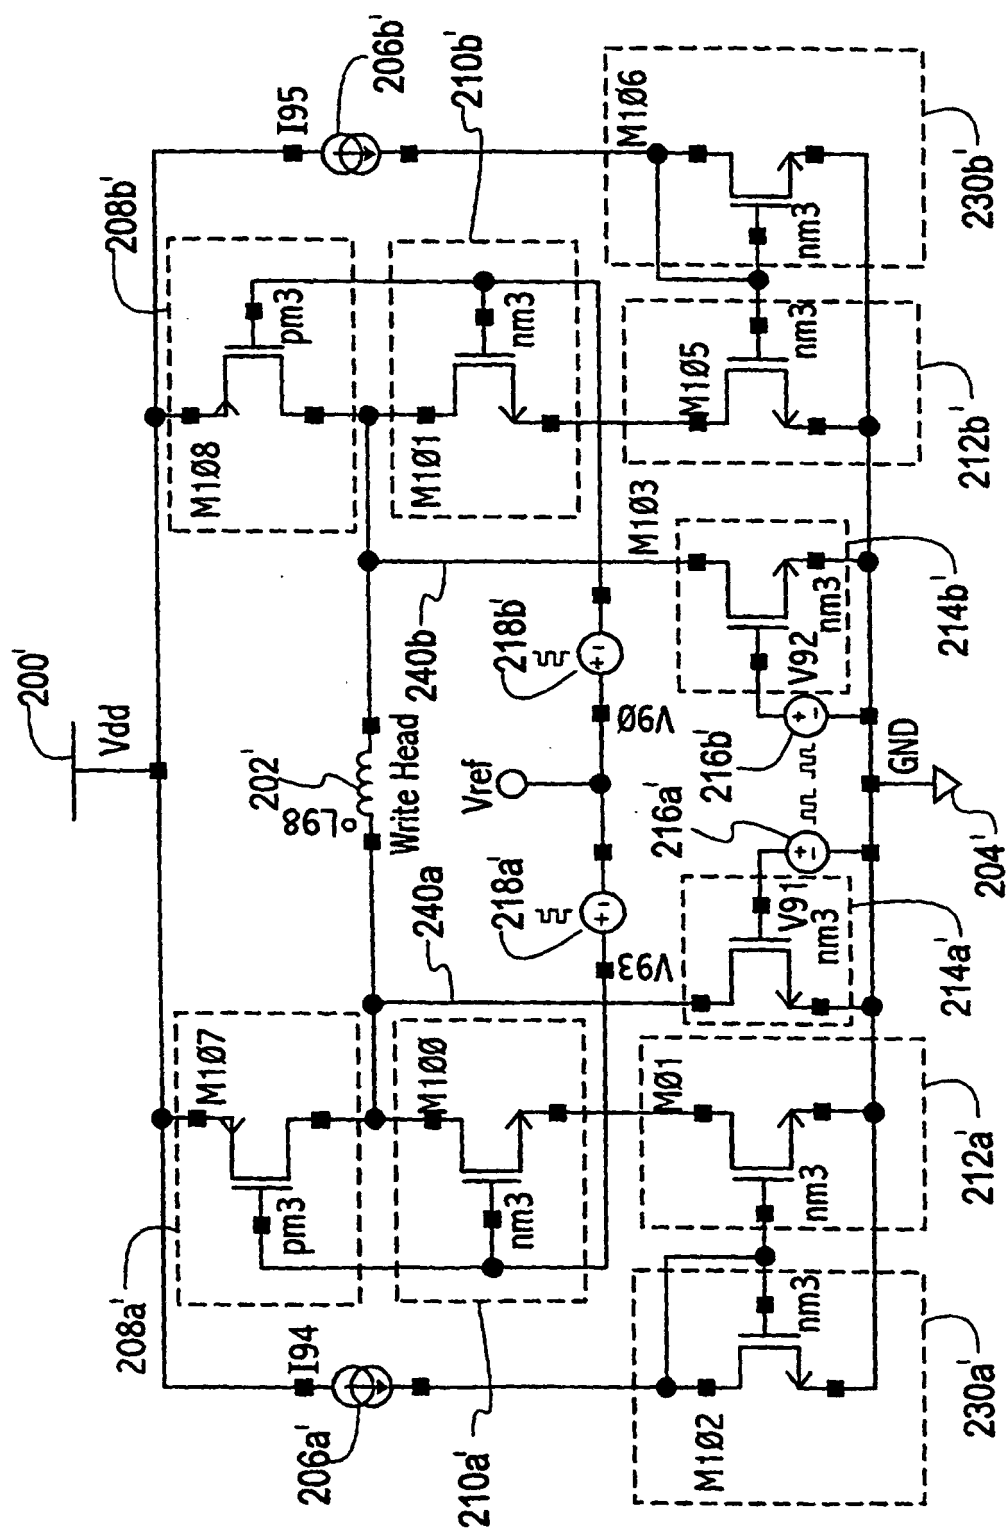 200'
Vdd
206a'
I94
208a'
M107
pm3
208b'
M108
pm3
I95
206b'
202'
L98
Write Head
210a'
M100
nm3
240a
240b
M101
nm3
210b'
Vref
218a'
V93
218b'
V90
M102
nm3
230a'
M01
nm3
212a'
V91
nm3
214a'
216a'
216b'
V92
M103
nm3
214b'
M105
nm3
212b'
M106
nm3
230b'
GND
204'
+ -
+ -
+ -
+ -